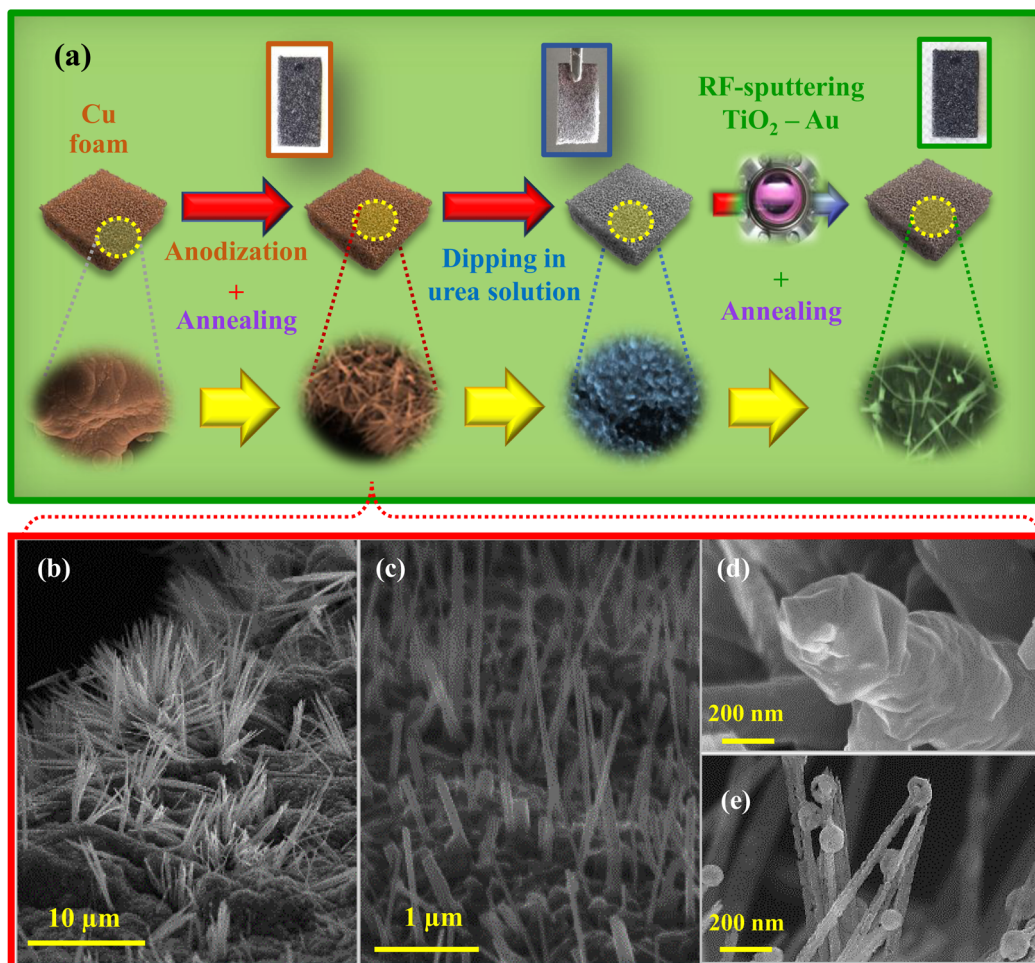 (a)
Cu
foam
RF-sputtering
TiO₂ – Au
Anodization
+
Annealing
Dipping in
urea solution
+
Annealing
(b)
10 µm
(c)
1 µm
(d)
200 nm
(e)
200 nm